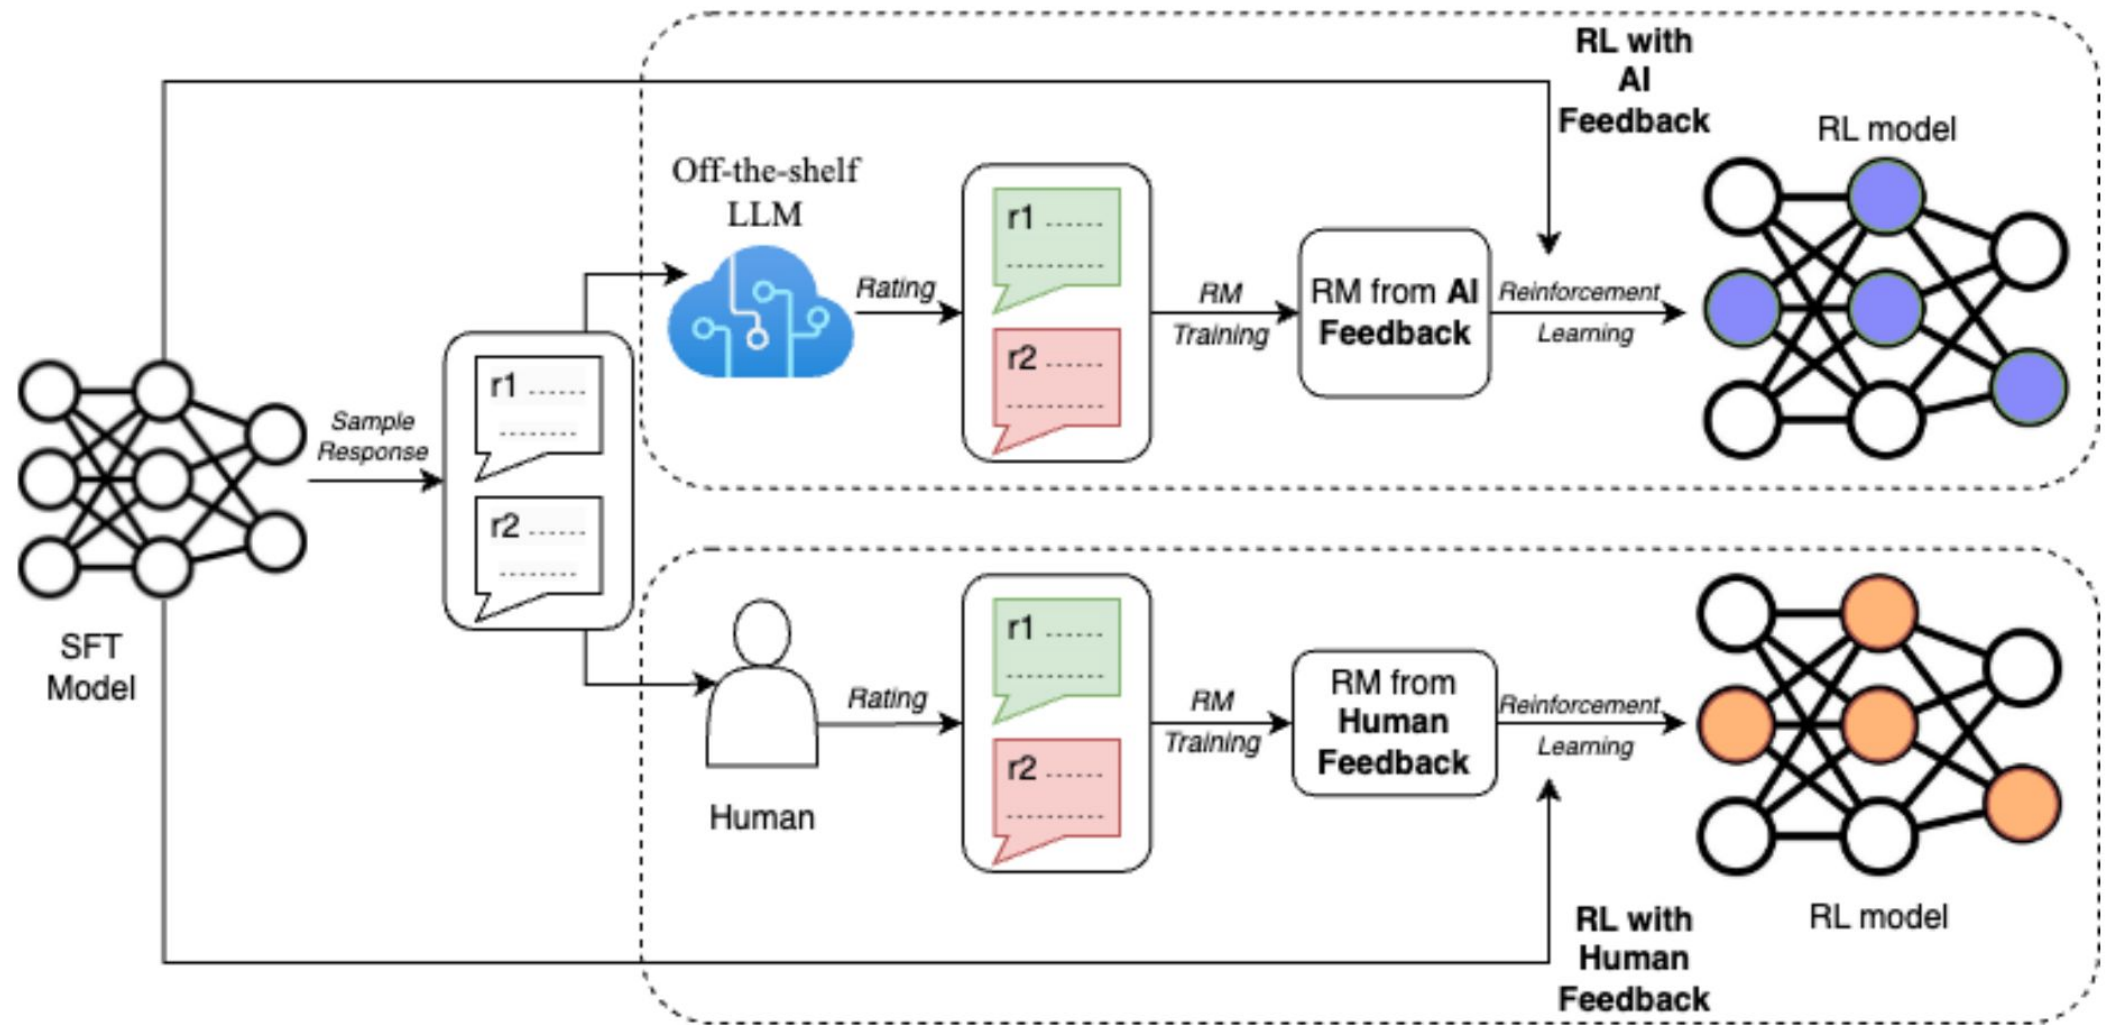 SFT
Model
Sample
Response
r1
r2
RL with
AI
Feedback
Off-the-shelf
LLM
Rating
r1
r2
RM
Training
RM from AI
Feedback
Reinforcement
Learning
RL model
Human
Rating
r1
r2
RM
Training
RM from
Human
Feedback
Reinforcement
Learning
RL model
RL with
Human
Feedback